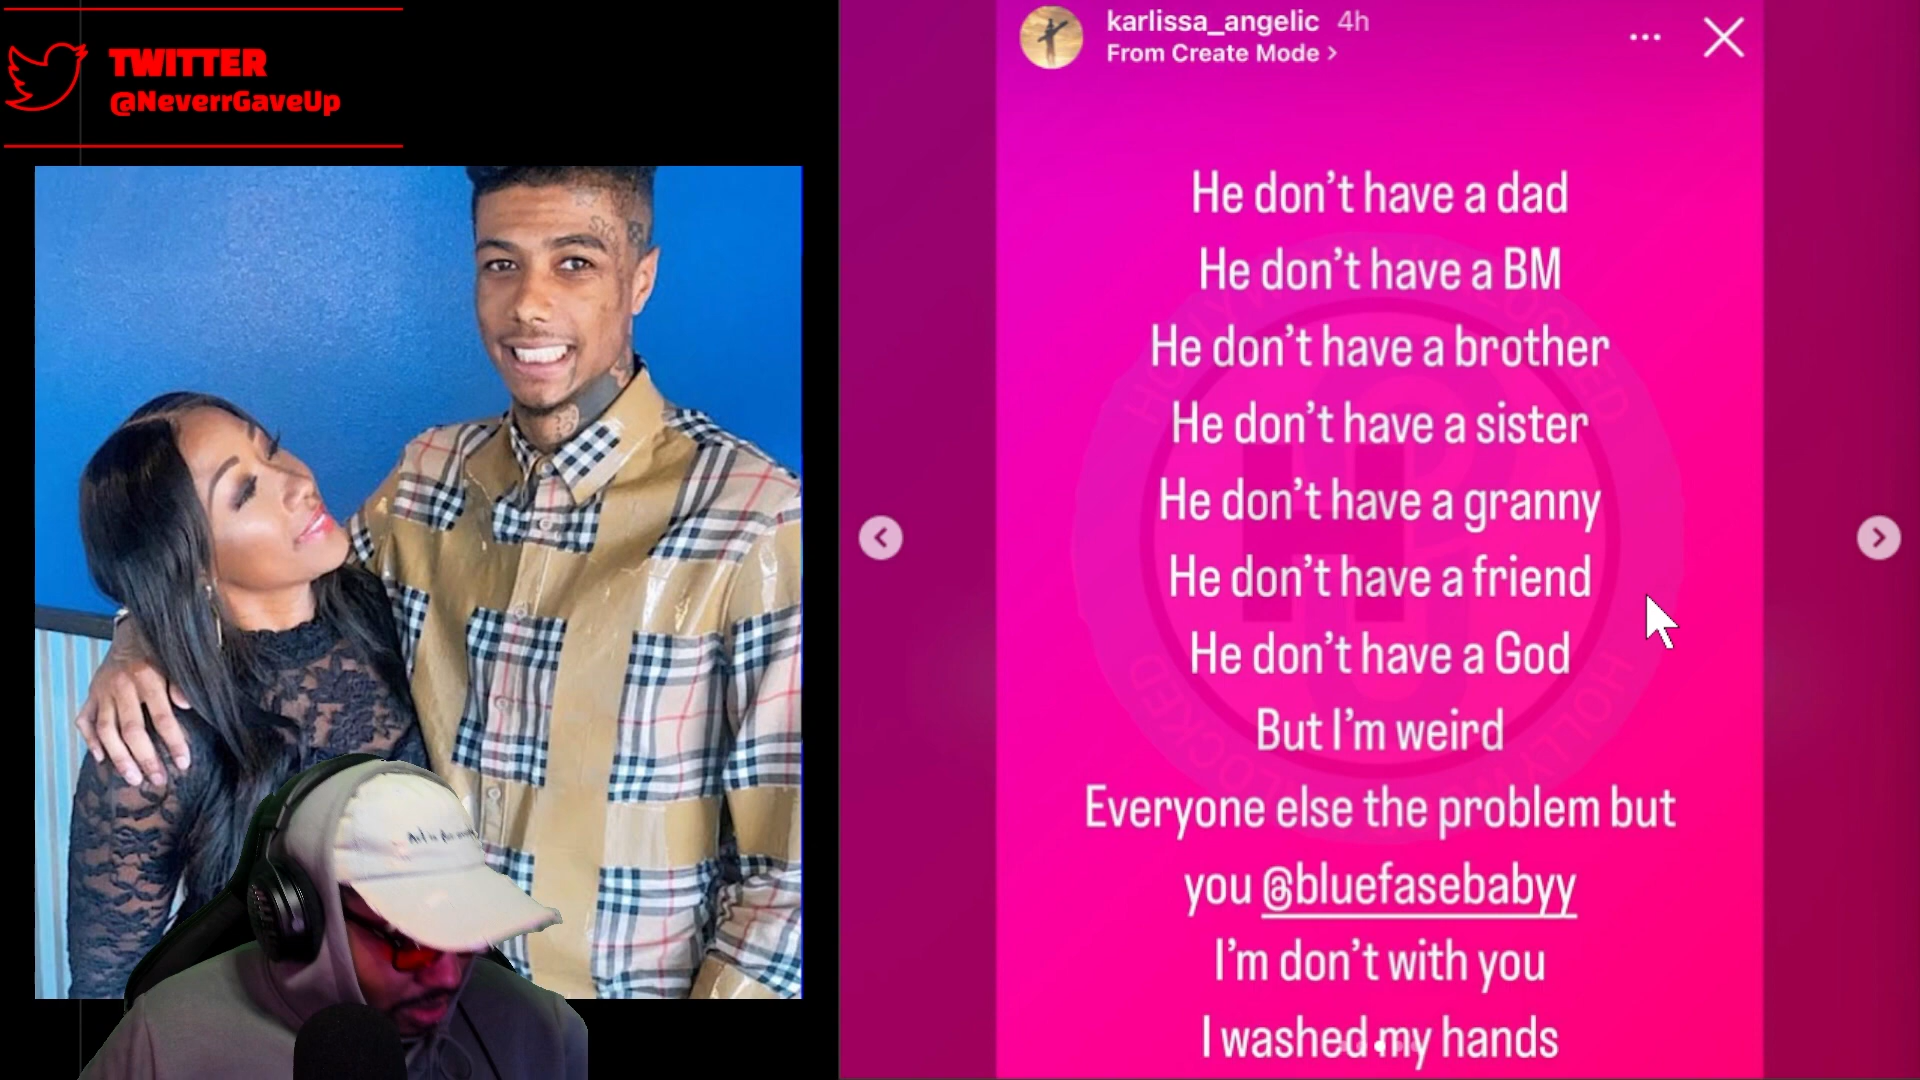 TWITTER
@NeverrGaveUp
karlissa_angelic 4h
From Create Mode >
He don't have a dad
He don't have a BM
He don't have a brother
He don't have a sister
He don't have a granny
He don't have a friend
He don't have a God
But I'm weird
Everyone else the problem but
you @bluefasebabyy
I'm don't with you
I washed my hands
HOLLYWOOD UNLOCKED